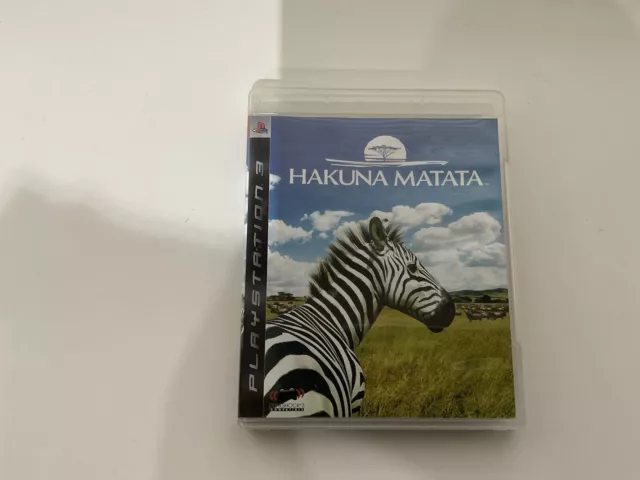 HAKUNA MATATA
PLAYSTATION 3